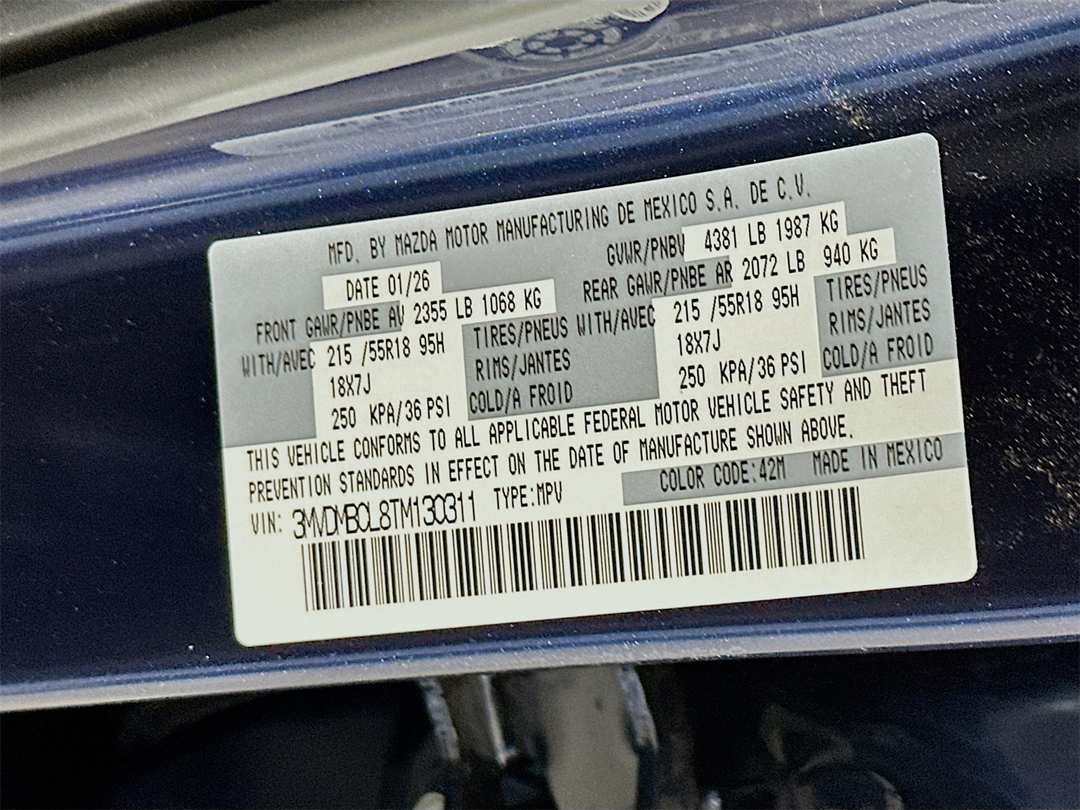 MFD. BY MAZDA MOTOR MANUFACTURING DE MEXICO S.A. DE C.V.
DATE 01/26 GVWR/PNBV 4381 LB 1987 KG
FRONT GAWR/PNBE AV 2355 LB 1068 KG REAR GAWR/PNBE AR 2072 LB 940 KG
WITH/AVEC 215 /55R18 95H TIRES/PNEUS WITH/AVEC 215 /55R18 95H TIRES/PNEUS
18X7J RIMS/JANTES 18X7J RIMS/JANTES
250 KPA/36 PSI COLD/A FROID 250 KPA/36 PSI COLD/A FROID
THIS VEHICLE CONFORMS TO ALL APPLICABLE FEDERAL MOTOR VEHICLE SAFETY AND THEFT
PREVENTION STANDARDS IN EFFECT ON THE DATE OF MANUFACTURE SHOWN ABOVE.
COLOR CODE:42M MADE IN MEXICO
VIN: 3MVDMBCL8TM130311 TYPE:MPV